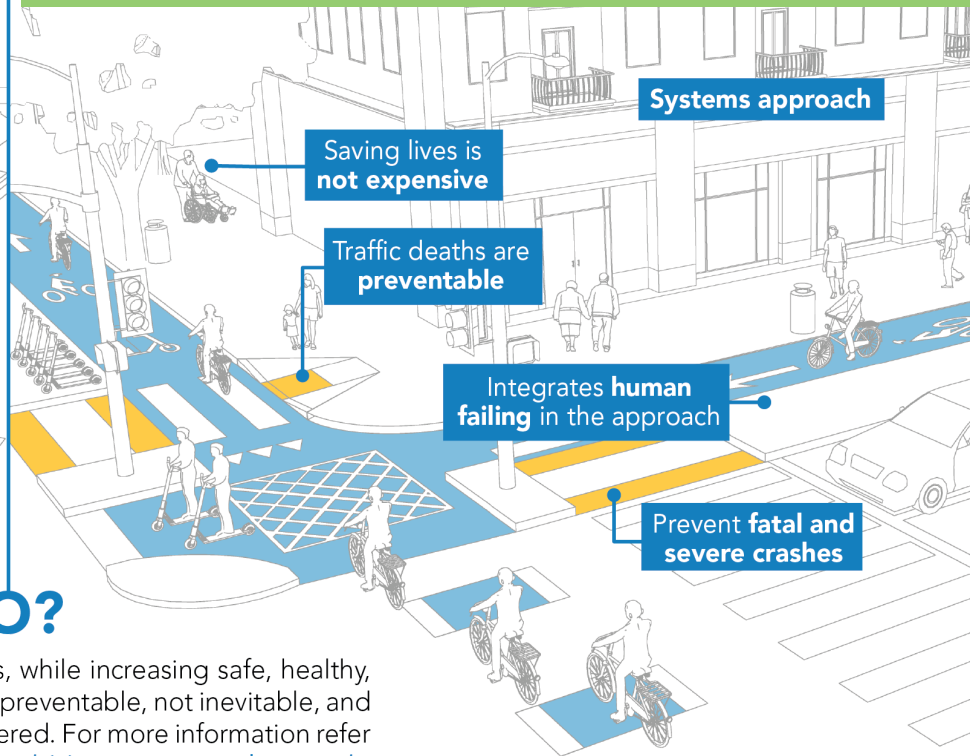 Systems approach
Saving lives is
not expensive
Traffic deaths are
preventable
Integrates human
failing in the approach
Prevent fatal and
severe crashes
O?
s, while increasing safe, healthy,
preventable, not inevitable, and
ered. For more information refer